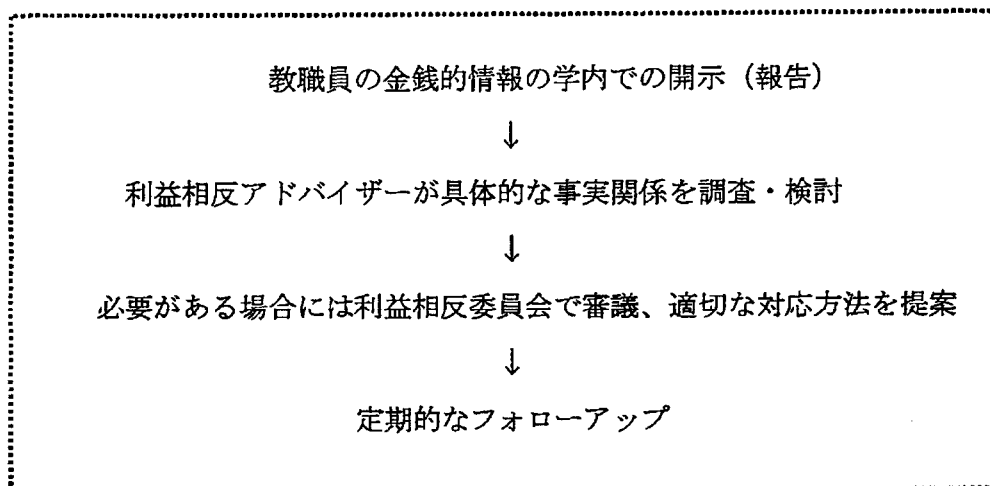 教職員の金銭的情報の学内での開示（報告）
↓
利益相反アドバイザーが具体的な事実関係を調査・検討
↓
必要がある場合には利益相反委員会で審議、適切な対応方法を提案
↓
定期的なフォローアップ